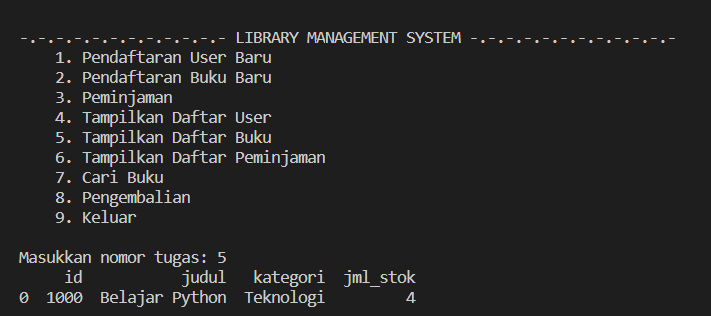 -.-.-.-.-.-.-.-.-.-.-.- LIBRARY MANAGEMENT SYSTEM -.-.-.-.-.-.-.-.-.-.-.-
1. Pendaftaran User Baru
2. Pendaftaran Buku Baru
3. Peminjaman
4. Tampilkan Daftar User
5. Tampilkan Daftar Buku
6. Tampilkan Daftar Peminjaman
7. Cari Buku
8. Pengembalian
9. Keluar
Masukkan nomor tugas: 5
id judul kategori jml_stok
0 1000 Belajar Python Teknologi 4